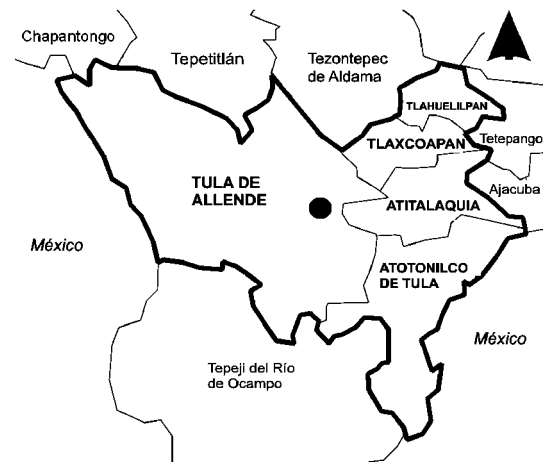 Chapantongo
Tepetitlán
Tezontepec
de Aldama
TLAHUELILPAN
TLAXCOAPAN
Tetepango
TULA DE
ALLENDE
Ajacuba
ATITALAQUIA
México
ATOTONILCO
DE TULA
México
Tepeji del Río
de Ocampo